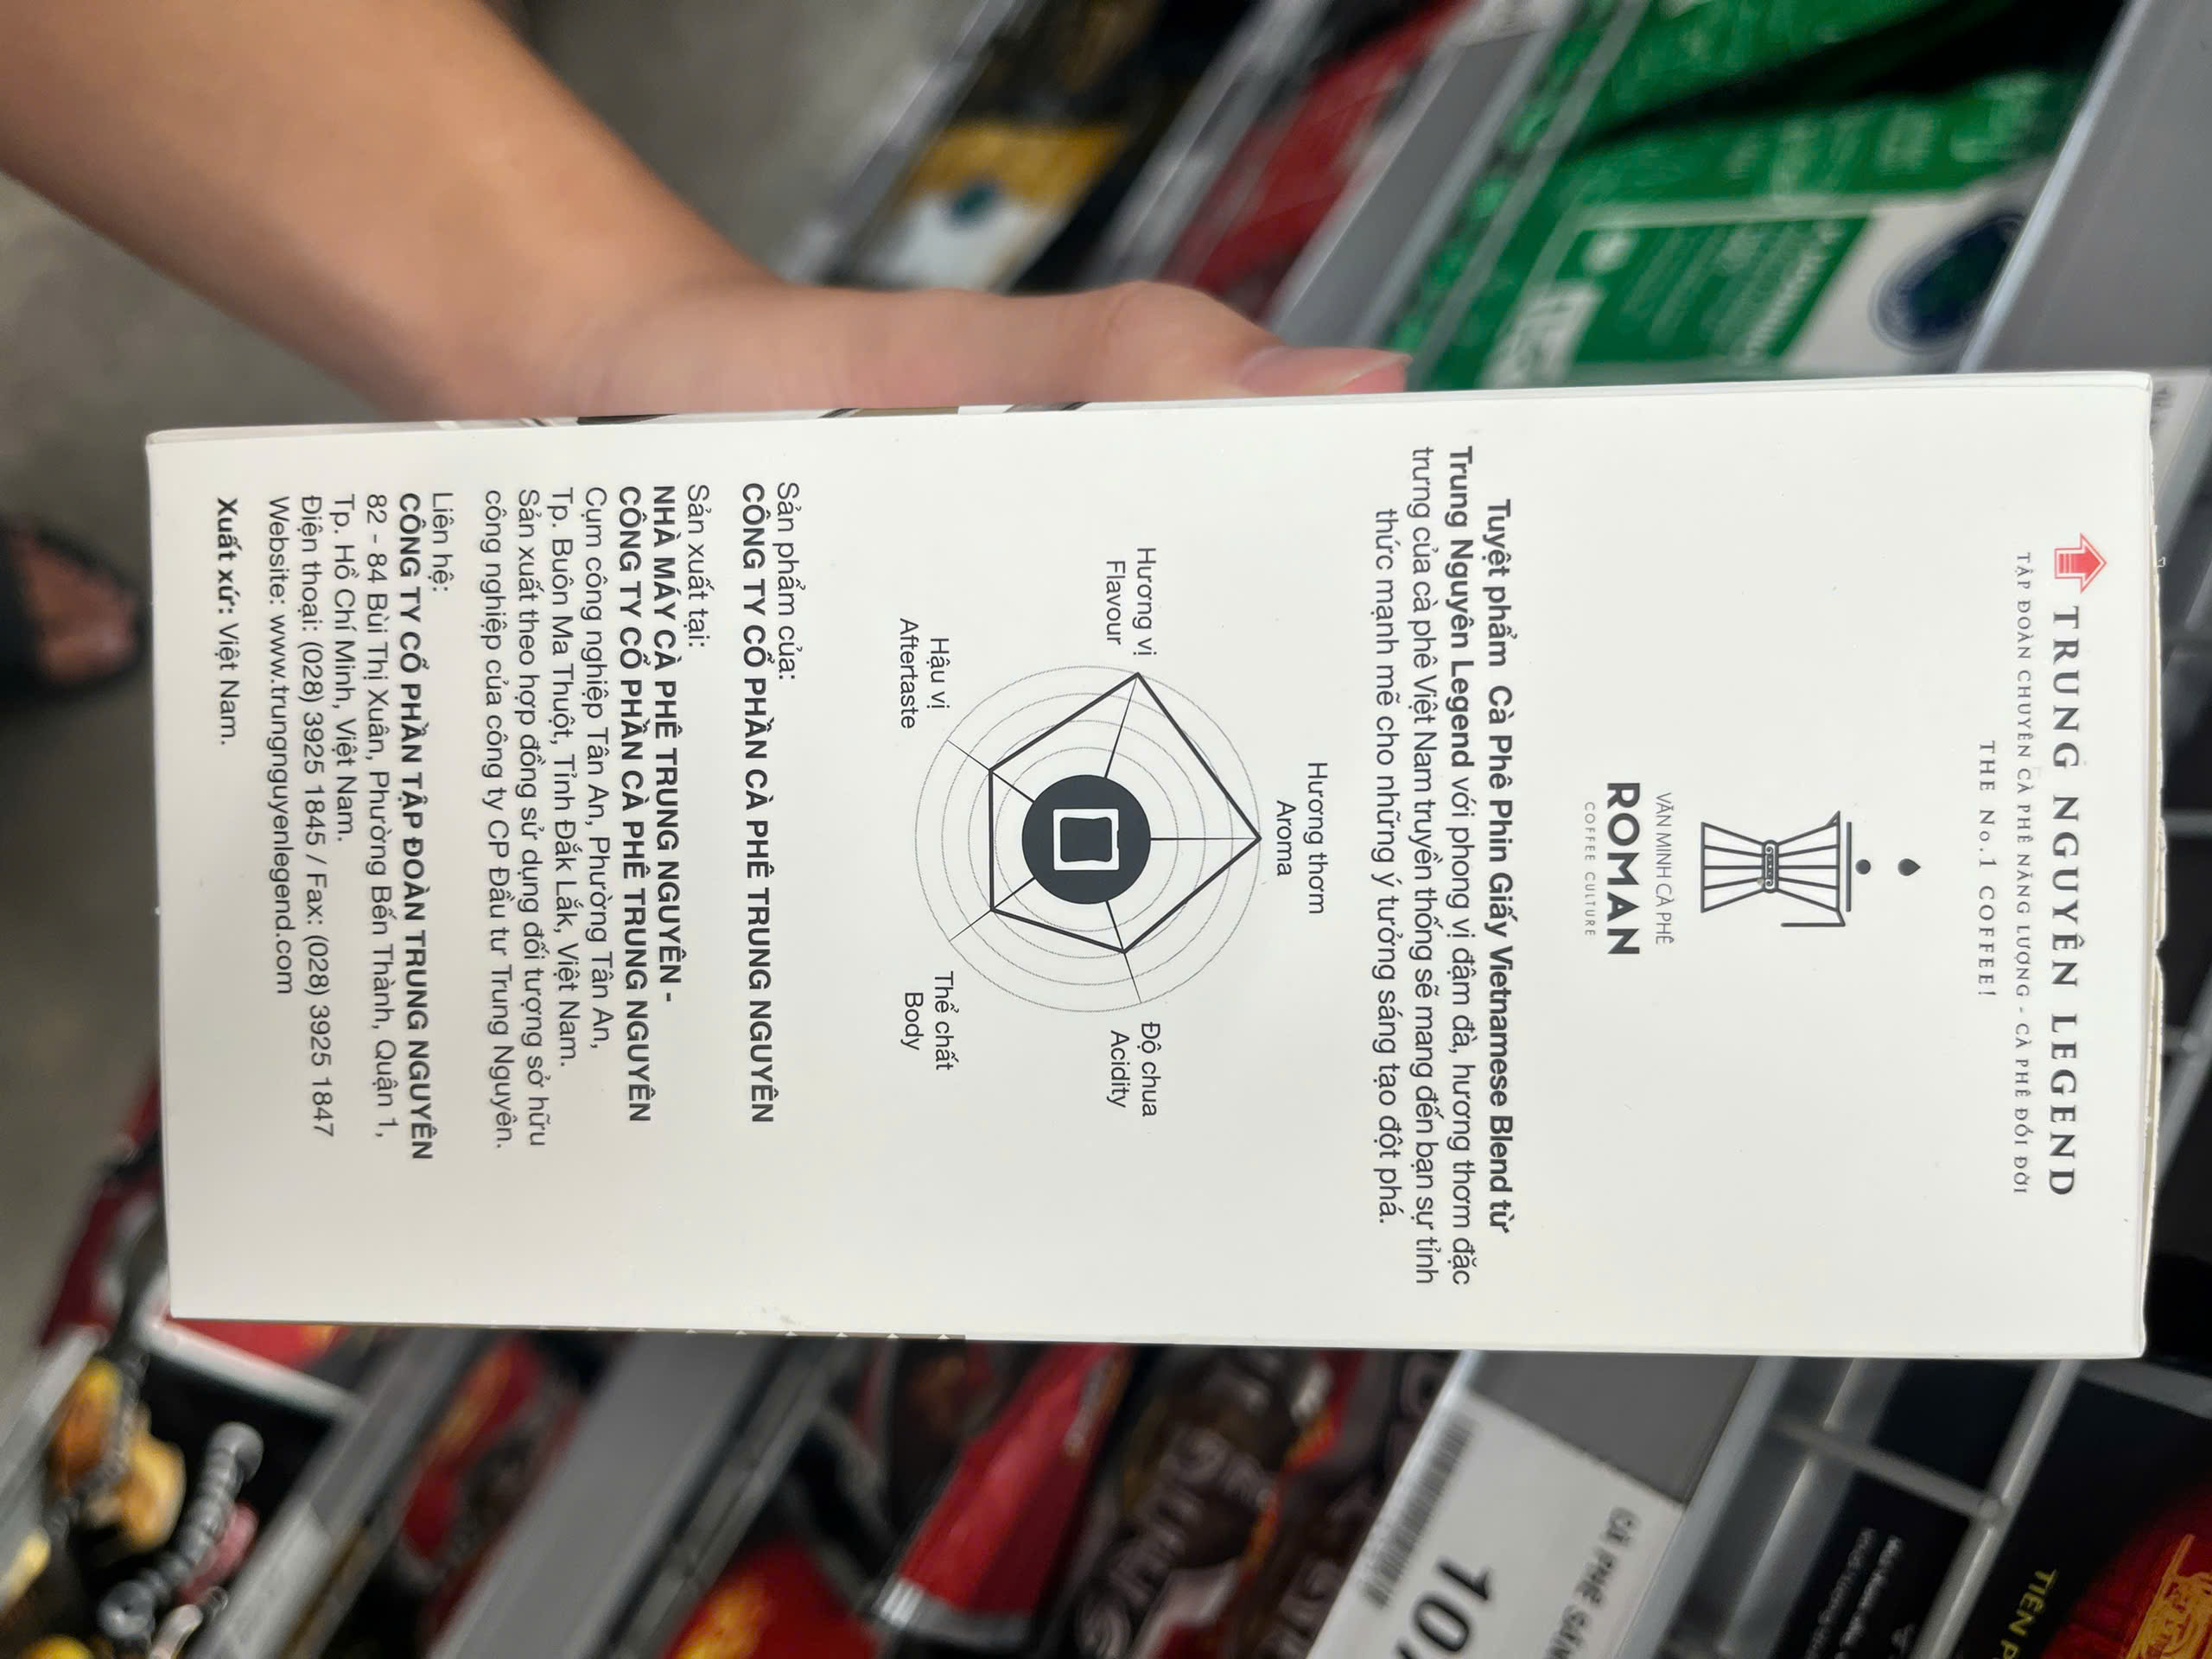 TRUNG NGUYÊN LEGEND
TẬP ĐOÀN CHUYÊN CÀ PHÊ NĂNG LƯỢNG - CÀ PHÊ ĐỔI ĐỜI
THE No.1 COFFEE!
VĂN MINH CÀ PHÊ
ROMAN
COFFEE CULTURE
Tuyệt phẩm Cà Phê Phin Giấy Vietnamese Blend từ
Trung Nguyên Legend với phong vị đậm đà, hương thơm đặc
trưng của cà phê Việt Nam truyền thống sẽ mang đến bạn sự tỉnh
thức mạnh mẽ cho những ý tưởng sáng tạo đột phá.
Hương thơm
Aroma
Hương vị
Flavour
Độ chua
Acidity
Hậu vị
Aftertaste
Thể chất
Body
Sản phẩm của:
CÔNG TY CỔ PHẦN CÀ PHÊ TRUNG NGUYÊN
Sản xuất tại:
NHÀ MÁY CÀ PHÊ TRUNG NGUYÊN -
CÔNG TY CỔ PHẦN CÀ PHÊ TRUNG NGUYÊN
Cụm công nghiệp Tân An, Phường Tân An,
Tp. Buôn Ma Thuột, Tỉnh Đắk Lắk, Việt Nam.
Sản xuất theo hợp đồng sử dụng đối tượng sở hữu
công nghiệp của công ty CP Đầu tư Trung Nguyên.
Liên hệ:
CÔNG TY CỔ PHẦN TẬP ĐOÀN TRUNG NGUYÊN
82 - 84 Bùi Thị Xuân, Phường Bến Thành, Quận 1,
Tp. Hồ Chí Minh, Việt Nam.
Điện thoại: (028) 3925 1845 / Fax: (028) 3925 1847
Website: www.trungnguyenlegend.com
Xuất xứ: Việt Nam.
CÀ PHÊ
TIÊN